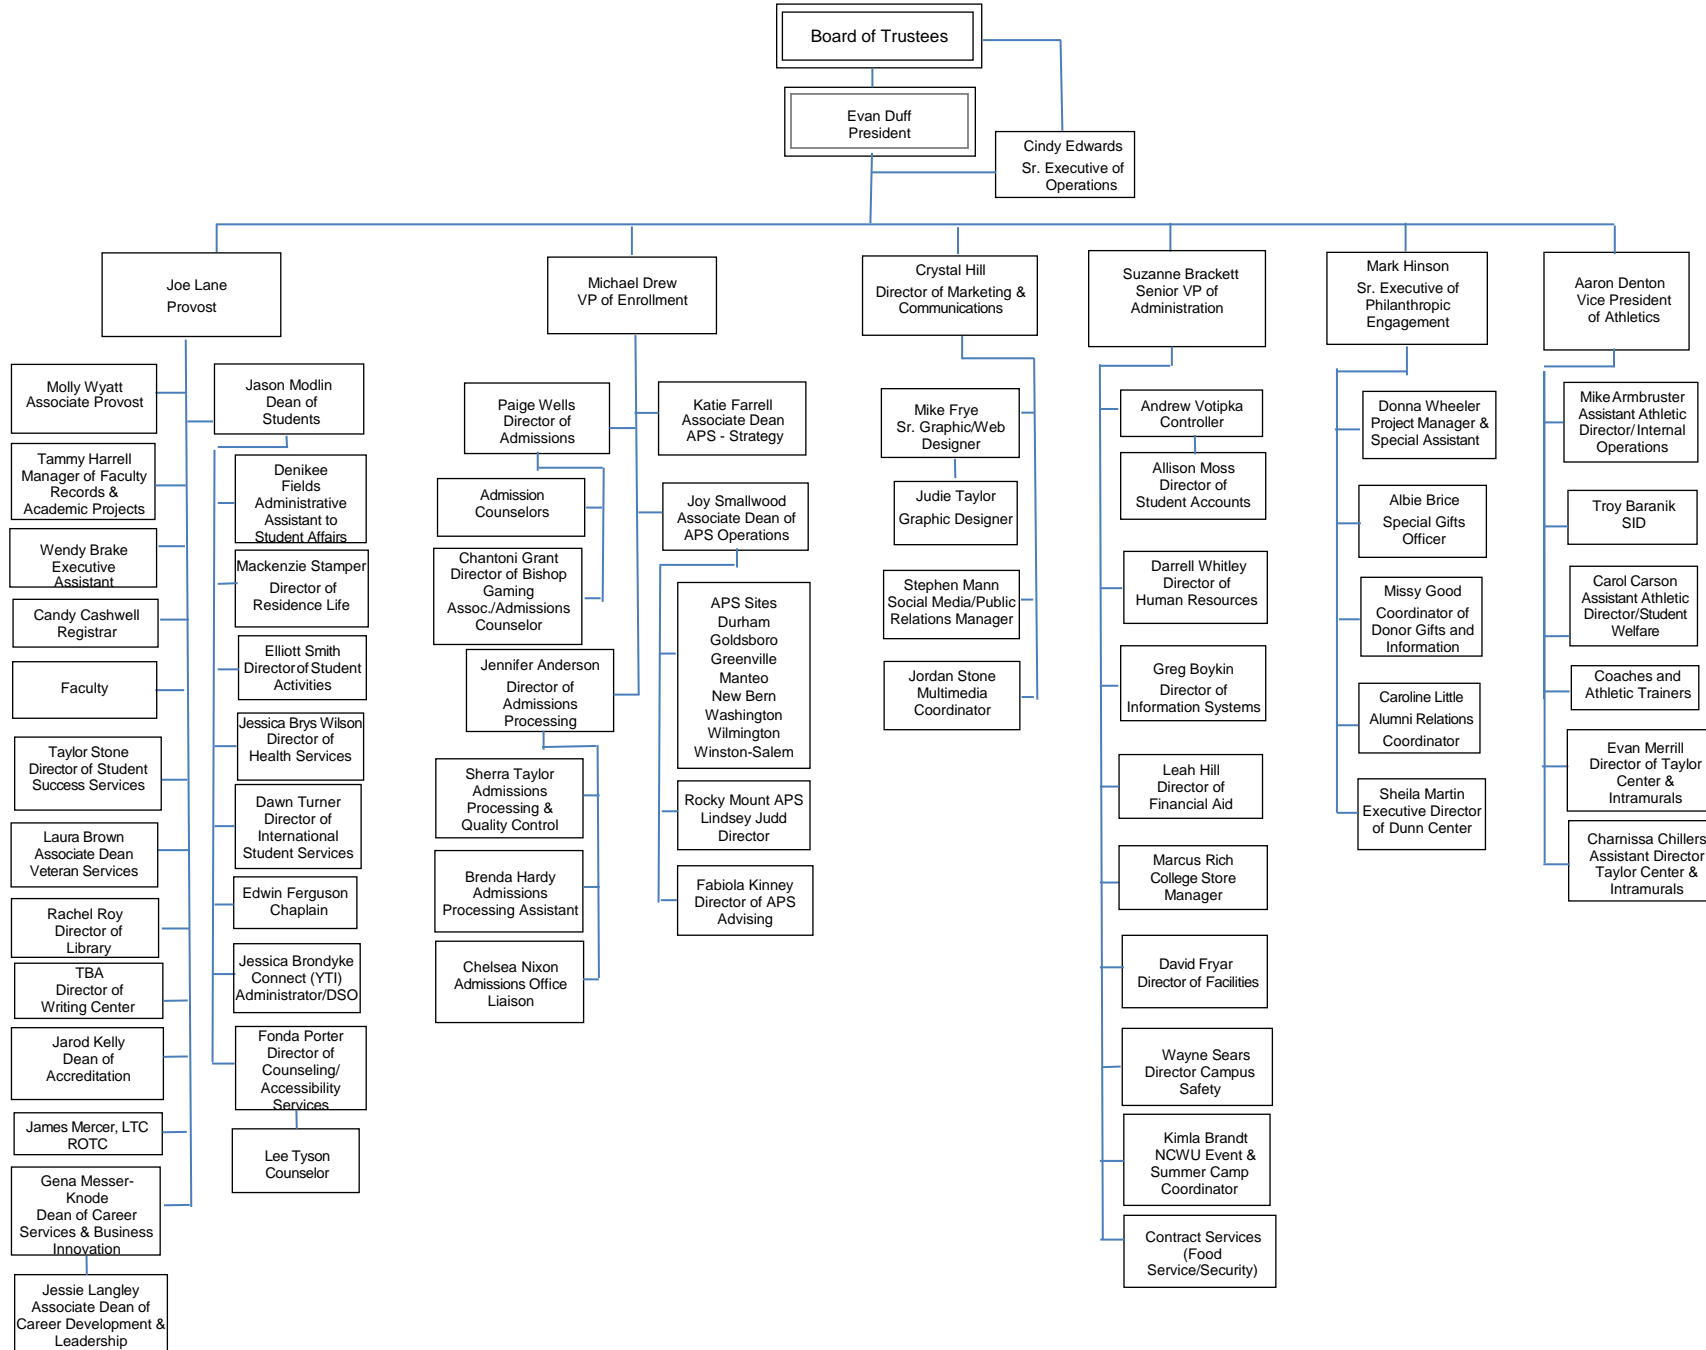 Board of Trustees
Evan Duff
President
Cindy Edwards
Sr. Executive of
Operations
Joe Lane
Provost
Michael Drew
VP of Enrollment
Crystal Hill
Director of Marketing &
Communications
Suzanne Brackett
Senior VP of
Administration
Mark Hinson
Sr. Executive of
Philanthropic
Engagement
Aaron Denton
Vice President
of Athletics
Molly Wyatt
Associate Provost
Tammy Harrell
Manager of Faculty
Records &
Academic Projects
Wendy Brake
Executive
Assistant
Candy Cashwell
Registrar
Faculty
Taylor Stone
Director of Student
Success Services
Laura Brown
Associate Dean
Veteran Services
Rachel Roy
Director of
Library
TBA
Director of
Writing Center
Jarod Kelly
Dean of
Accreditation
James Mercer, LTC
ROTC
Gena Messer-
Knode
Dean of Career
Services & Business
Innovation
Jessie Langley
Associate Dean of
Career Development &
Leadership
Jason Modlin
Dean of
Students
Denikee
Fields
Administrative
Assistant to
Student Affairs
Mackenzie Stamper
Director of
Residence Life
Elliott Smith
Director of Student
Activities
Jessica Brys Wilson
Director of
Health Services
Dawn Turner
Director of
International
Student Services
Edwin Ferguson
Chaplain
Jessica Brondyke
Connect (YTI)
Administrator/DSO
Fonda Porter
Director of
Counseling/
Accessibility
Services
Lee Tyson
Counselor
Paige Wells
Director of
Admissions
Admission
Counselors
Chantoni Grant
Director of Bishop
Gaming
Assoc./Admissions
Counselor
Jennifer Anderson
Director of
Admissions
Processing
Sherra Taylor
Admissions
Processing &
Quality Control
Brenda Hardy
Admissions
Processing Assistant
Chelsea Nixon
Admissions Office
Liaison
Katie Farrell
Associate Dean
APS - Strategy
Joy Smallwood
Associate Dean of
APS Operations
APS Sites
Durham
Goldsboro
Greenville
Manteo
New Bern
Washington
Wilmington
Winston-Salem
Rocky Mount APS
Lindsey Judd
Director
Fabiola Kinney
Director of APS
Advising
Mike Frye
Sr. Graphic/Web
Designer
Judie Taylor
Graphic Designer
Stephen Mann
Social Media/Public
Relations Manager
Jordan Stone
Multimedia
Coordinator
Andrew Votipka
Controller
Allison Moss
Director of
Student Accounts
Darrell Whitley
Director of
Human Resources
Greg Boykin
Director of
Information Systems
Leah Hill
Director of
Financial Aid
Marcus Rich
College Store
Manager
David Fryar
Director of Facilities
Wayne Sears
Director Campus
Safety
Kimla Brandt
NCWU Event &
Summer Camp
Coordinator
Contract Services
(Food
Service/Security)
Donna Wheeler
Project Manager &
Special Assistant
Albie Brice
Special Gifts
Officer
Missy Good
Coordinator of
Donor Gifts and
Information
Caroline Little
Alumni Relations
Coordinator
Sheila Martin
Executive Director
of Dunn Center
Mike Armbruster
Assistant Athletic
Director/Internal
Operations
Troy Baranik
SID
Carol Carson
Assistant Athletic
Director/Student
Welfare
Coaches and
Athletic Trainers
Evan Merrill
Director of Taylor
Center &
Intramurals
Charnissa Chillers
Assistant Director
Taylor Center &
Intramurals